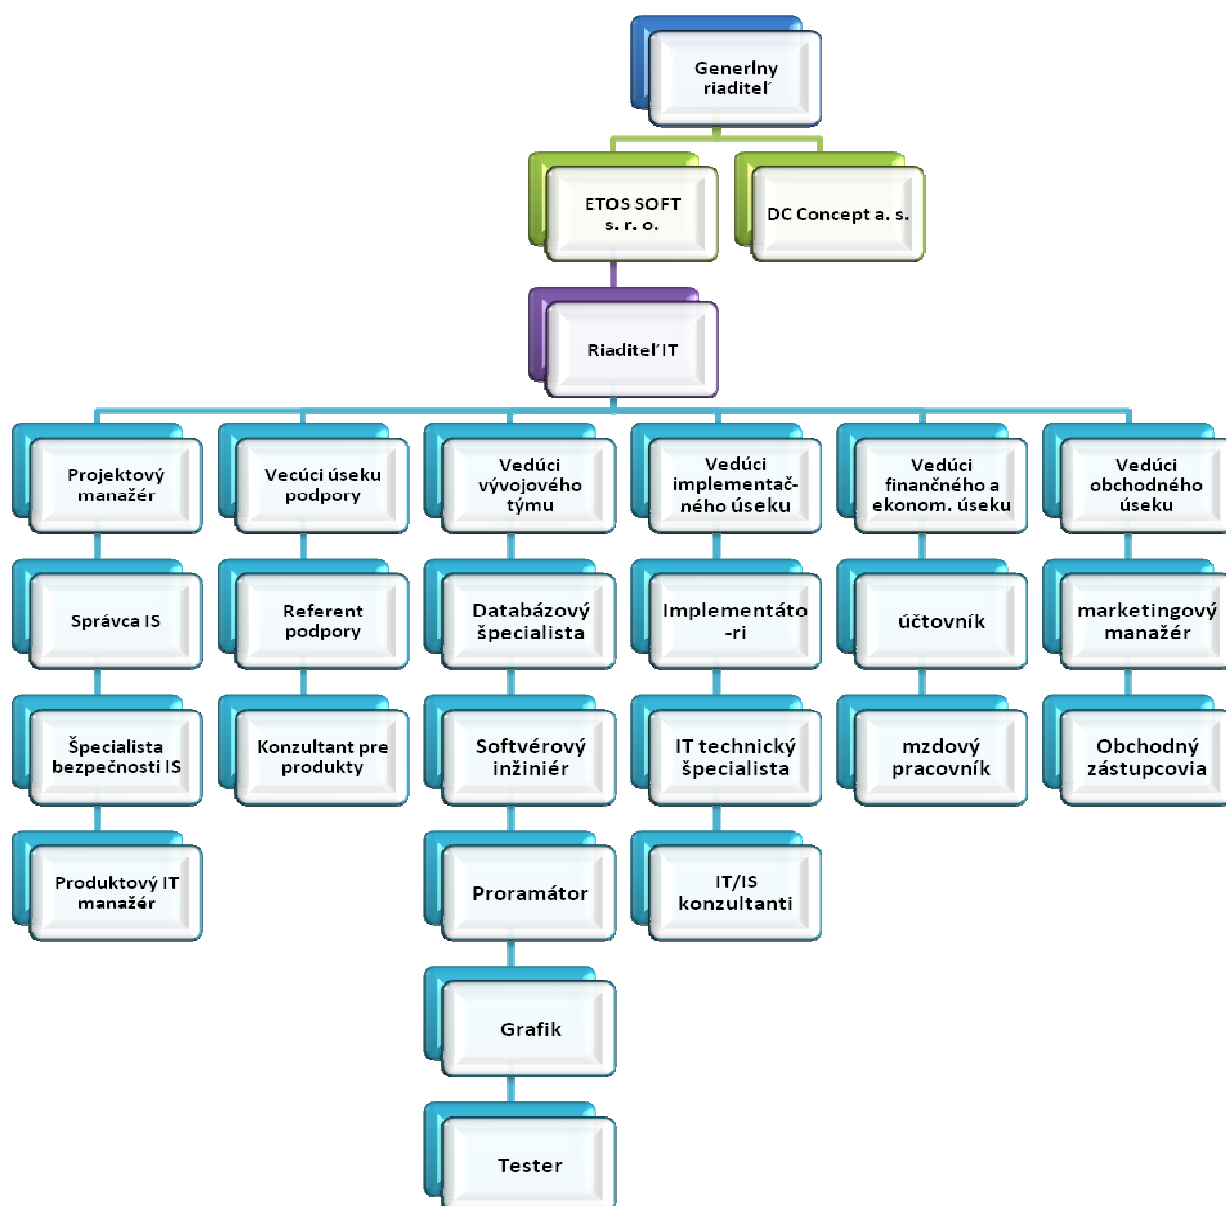 Generlny
riaditeľ
ETOS SOFT
s. r. o.
DC Concept a. s.
Riaditeľ IT
Projektový
manažér
Vecúci úseku
podpory
Vedúci
vývojového
týmu
Vedúci
implementač-
ného úseku
Vedúci
finančného a
ekonom. úseku
Vedúci
obchodného
úseku
Správca IS
Referent
podpory
Databázový
špecialista
Implementáto
-ri
účtovník
marketingový
manažér
Špecialista
bezpečnosti IS
Konzultant pre
produkty
Softvérový
inžiniér
IT technický
špecialista
mzdový
pracovník
Obchodný
zástupcovia
Produktový IT
manažér
Proramátor
IT/IS
konzultanti
Grafik
Tester